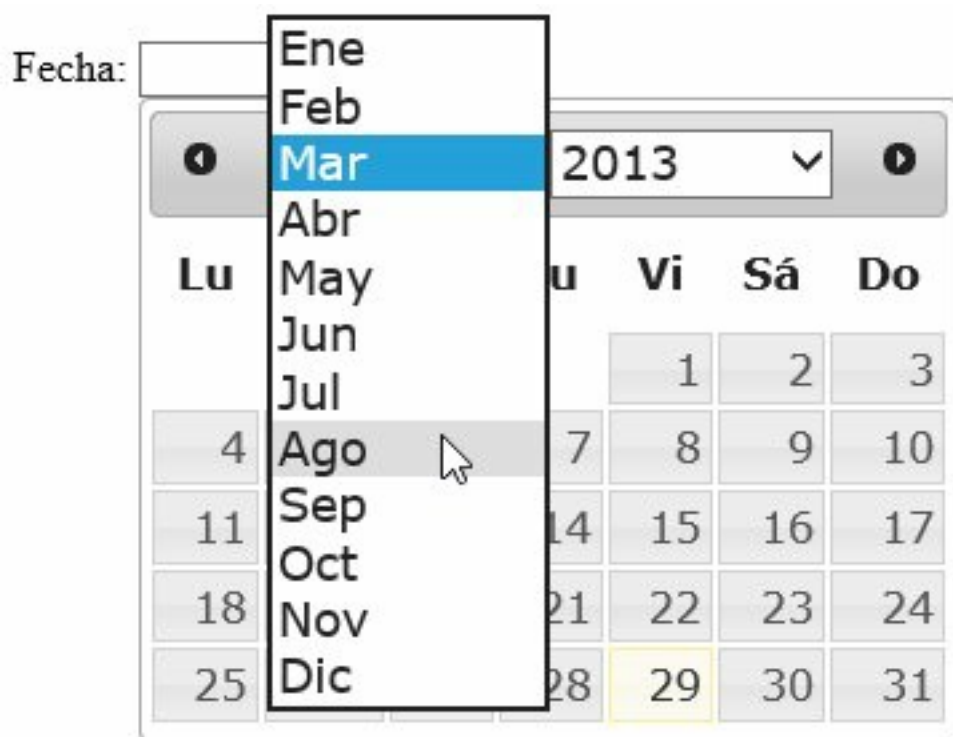 Fecha:
Ene
Feb
Mar
Abr
May
Jun
Jul
Ago
Sep
Oct
Nov
Dic
2013
Lu Vi Sá Do
1 2 3
4 7 8 9 10
11 14 15 16 17
18 21 22 23 24
25 28 29 30 31